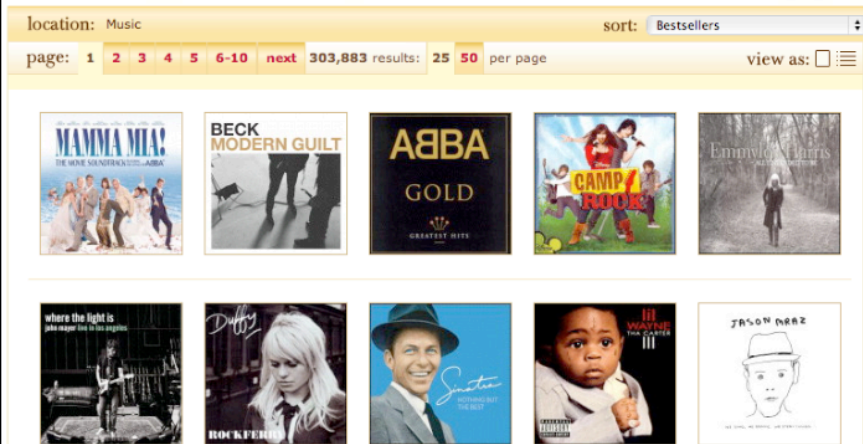 location: Music
sort: Bestsellers
page: 1 2 3 4 5 6-10 next 303,883 results: 25 50 per page
view as:
MAMMA MIA!
THE MOVIE SOUNDTRACK
ABBA
BECK
MODERN GUILT
ABBA
GOLD
GREATEST HITS
CAMP
ROCK
Emmylou Harris
where the light is
john mayer live in los angeles
Duffy
ROCKFERRY
Sinatra
NOTHING BUT
THE BEST
lil
WAYNE
THA CARTER
III
PARENTAL
ADVISORY
JASON MRAZ